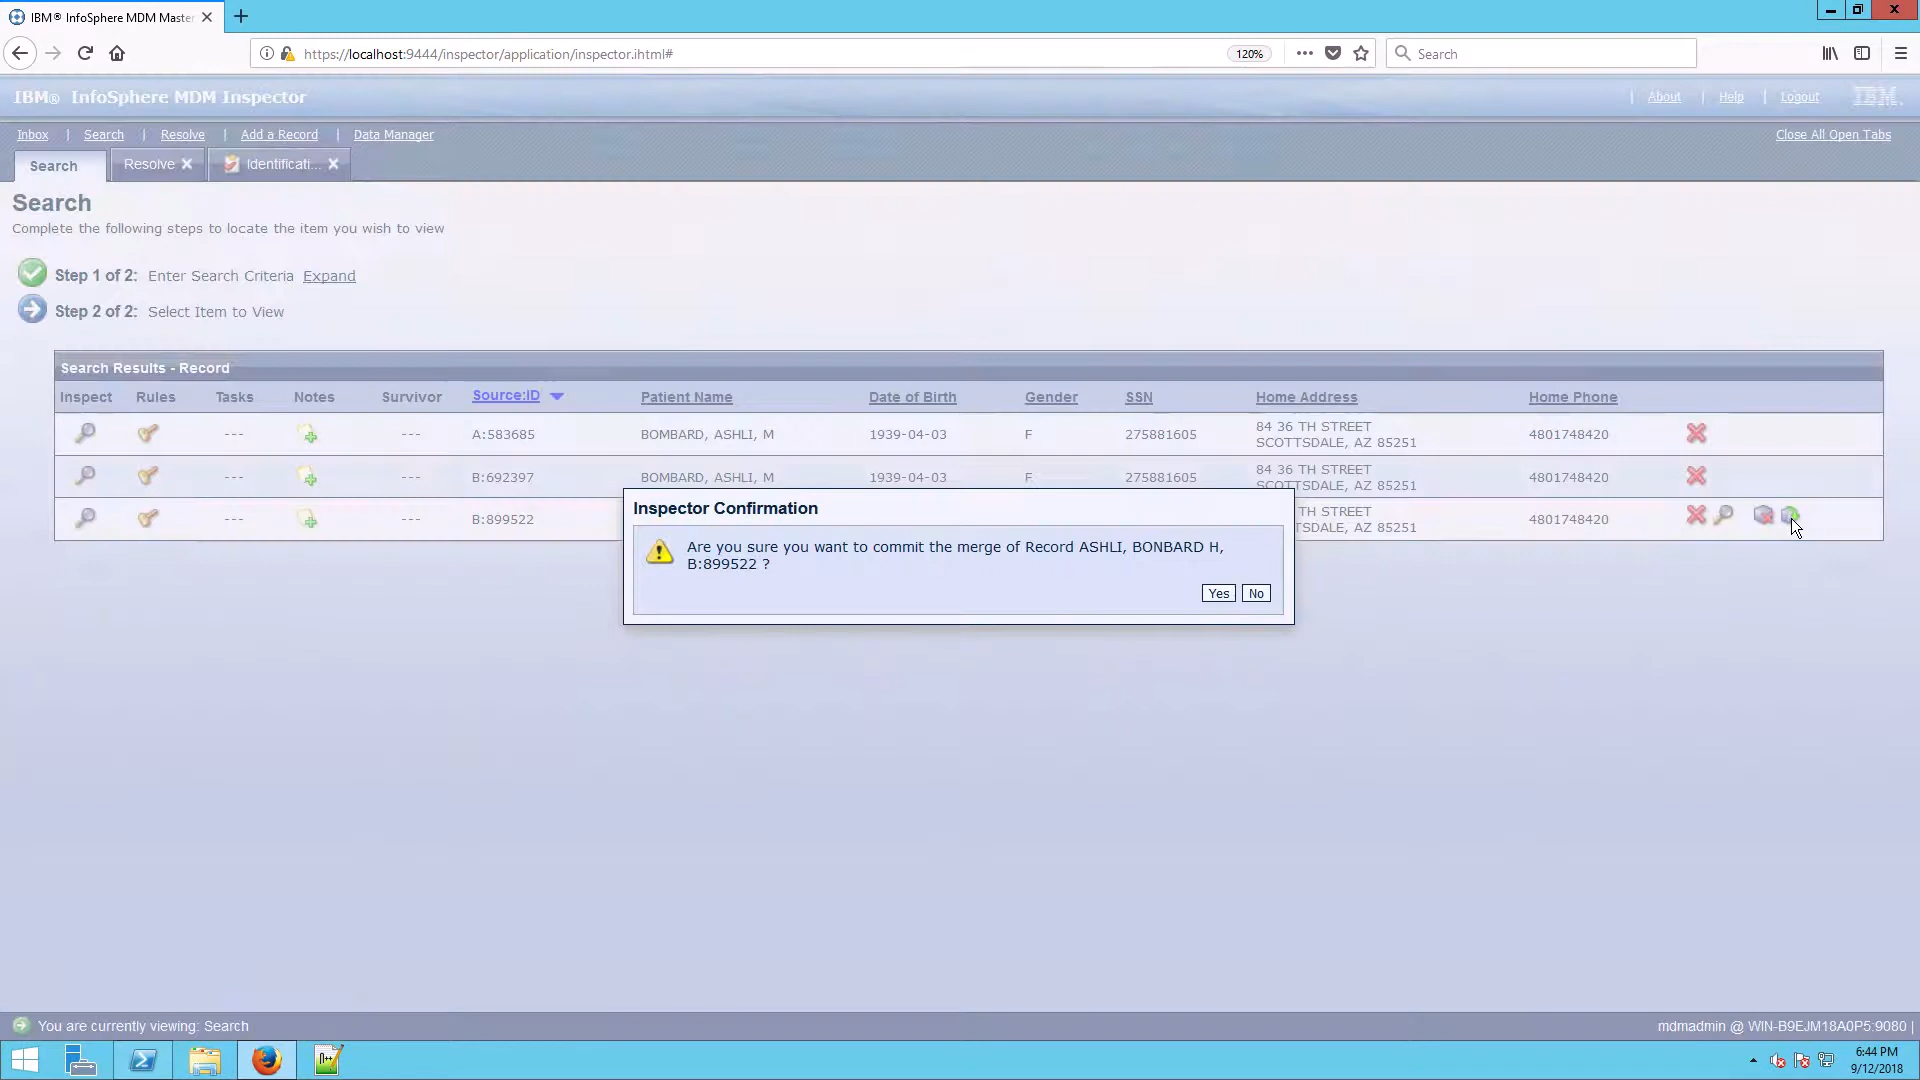 IBM® InfoSphere MDM Master
https://localhost:9444/inspector/application/inspector.ihtml#
120%
Search
IBM® InfoSphere MDM Inspector
| About | Help | Logout IBM.
Inbox | Search | Resolve | Add a Record | Data Manager
Close All Open Tabs
Search
Resolve
Identificati...
Search
Complete the following steps to locate the item you wish to view
Step 1 of 2: Enter Search Criteria Expand
Step 2 of 2: Select Item to View
Search Results - Record
Inspect Rules Tasks Notes Survivor Source:ID Patient Name Date of Birth Gender SSN Home Address Home Phone
--- --- A:583685 BOMBARD, ASHLI, M 1939-04-03 F 275881605 84 36 TH STREET 4801748420
SCOTTSDALE, AZ 85251
--- --- B:692397 BOMBARD, ASHLI, M 1939-04-03 F 275881605 84 36 TH STREET 4801748420
SCOTTSDALE, AZ 85251
--- --- B:899522 TH STREET 4801748420
TSDALE, AZ 85251
Inspector Confirmation
Are you sure you want to commit the merge of Record ASHLI, BONBARD H,
B:899522 ?
Yes No
You are currently viewing: Search
mdmadmin @ WIN-B9EJM18A0P5:9080 |
6:44 PM
9/12/2018